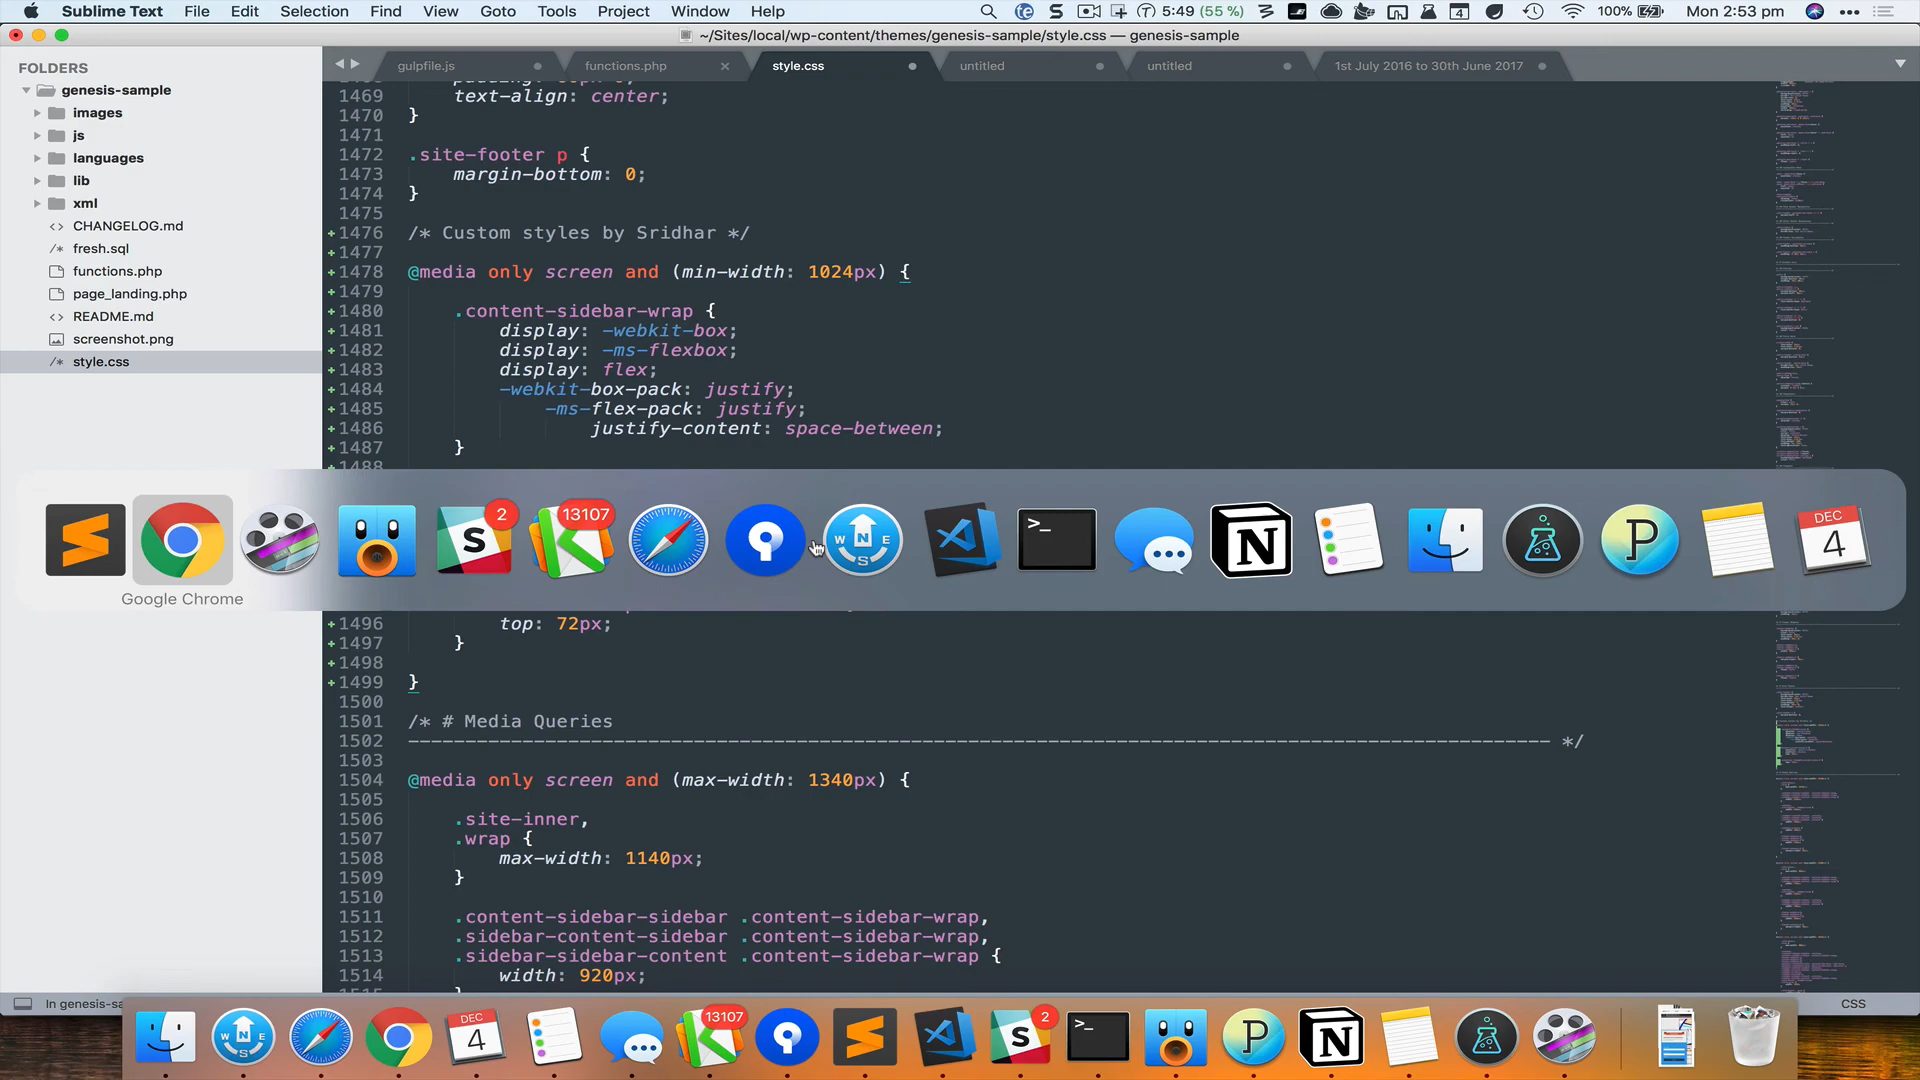 Sublime Text File Edit Selection Find View Goto Tools Project Window Help 5:49 (55 %) 4 100% Mon 2:53 pm
~/Sites/local/wp-content/themes/genesis-sample/style.css — genesis-sample
FOLDERS
genesis-sample
images
js
languages
lib
xml
CHANGELOG.md
fresh.sql
functions.php
page_landing.php
README.md
screenshot.png
style.css
gulpfile.js functions.php style.css untitled untitled 1st July 2016 to 30th June 2017
1469 text-align: center;
1470 }
1471
1472 .site-footer p {
1473 margin-bottom: 0;
1474 }
1475
1476 /* Custom styles by Sridhar */
1477
1478 @media only screen and (min-width: 1024px) {
1479
1480 .content-sidebar-wrap {
1481 display: -webkit-box;
1482 display: -ms-flexbox;
1483 display: flex;
1484 -webkit-box-pack: justify;
1485 -ms-flex-pack: justify;
1486 justify-content: space-between;
1487 }
1488
2 13107 DEC 4
Google Chrome
1496 top: 72px;
1497 }
1498
1499 }
1500
1501 /* # Media Queries
1502 ---------------------------------------------------------------------------------------------------- */
1503
1504 @media only screen and (max-width: 1340px) {
1505
1506 .site-inner,
1507 .wrap {
1508 max-width: 1140px;
1509 }
1510
1511 .content-sidebar-sidebar .content-sidebar-wrap,
1512 .sidebar-content-sidebar .content-sidebar-wrap,
1513 .sidebar-sidebar-content .content-sidebar-wrap {
1514 width: 920px;
In genesis-sa CSS
DEC 4 13107 2